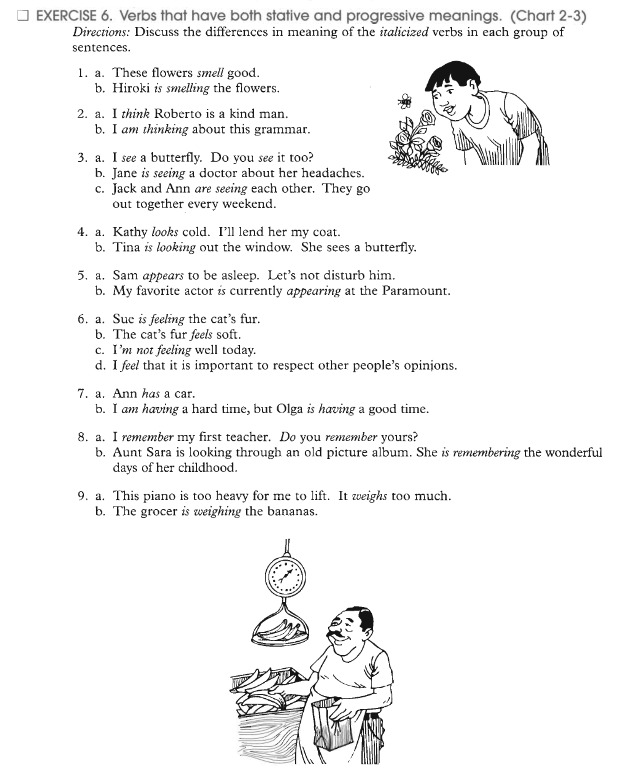 □ EXERCISE 6. Verbs that have both stative and progressive meanings. (Chart 2-3)
Directions: Discuss the differences in meaning of the italicized verbs in each group of
sentences.
1. a. These flowers smell good.
b. Hiroki is smelling the flowers.
2. a. I think Roberto is a kind man.
b. I am thinking about this grammar.
3. a. I see a butterfly. Do you see it too?
b. Jane is seeing a doctor about her headaches.
c. Jack and Ann are seeing each other. They go
out together every weekend.
4. a. Kathy looks cold. I'll lend her my coat.
b. Tina is looking out the window. She sees a butterfly.
5. a. Sam appears to be asleep. Let's not disturb him.
b. My favorite actor is currently appearing at the Paramount.
6. a. Sue is feeling the cat's fur.
b. The cat's fur feels soft.
c. I'm not feeling well today.
d. I feel that it is important to respect other people's opinions.
7. a. Ann has a car.
b. I am having a hard time, but Olga is having a good time.
8. a. I remember my first teacher. Do you remember yours?
b. Aunt Sara is looking through an old picture album. She is remembering the wonderful
days of her childhood.
9. a. This piano is too heavy for me to lift. It weighs too much.
b. The grocer is weighing the bananas.